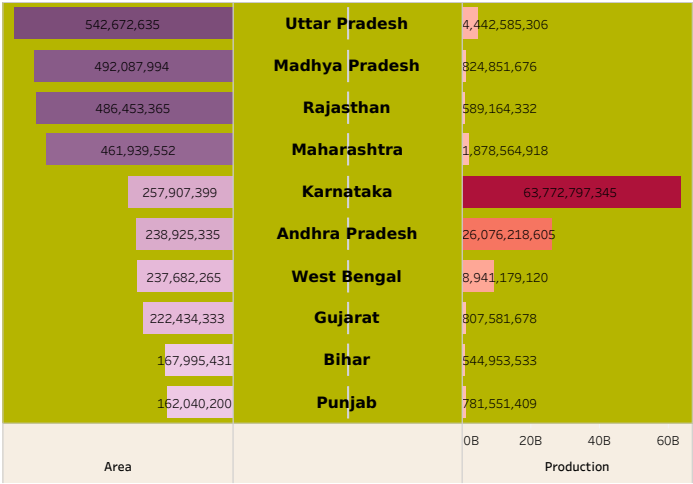 542,672,635 Uttar Pradesh 4,442,585,306
492,087,994 Madhya Pradesh 824,851,676
486,453,365 Rajasthan 589,164,332
461,939,552 Maharashtra 1,878,564,918
257,907,399 Karnataka 63,772,797,345
238,925,335 Andhra Pradesh 26,076,218,605
237,682,265 West Bengal 8,941,179,120
222,434,333 Gujarat 807,581,678
167,995,431 Bihar 544,953,533
162,040,200 Punjab 781,551,409
0B 20B 40B 60B
Area Production